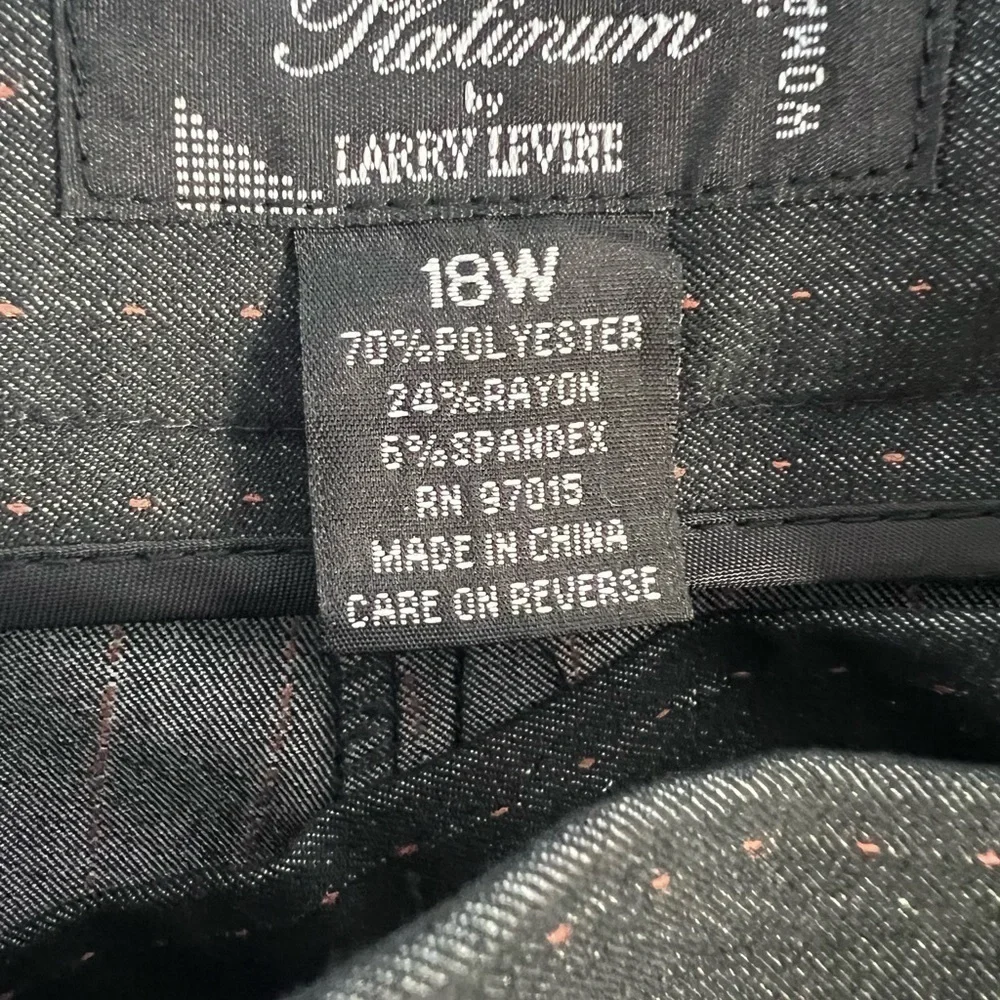 Platinum
by
LARRY LEVINE
18W
70%POLYESTER
24%RAYON
6%SPANDEX
RN 97015
MADE IN CHINA
CARE ON REVERSE